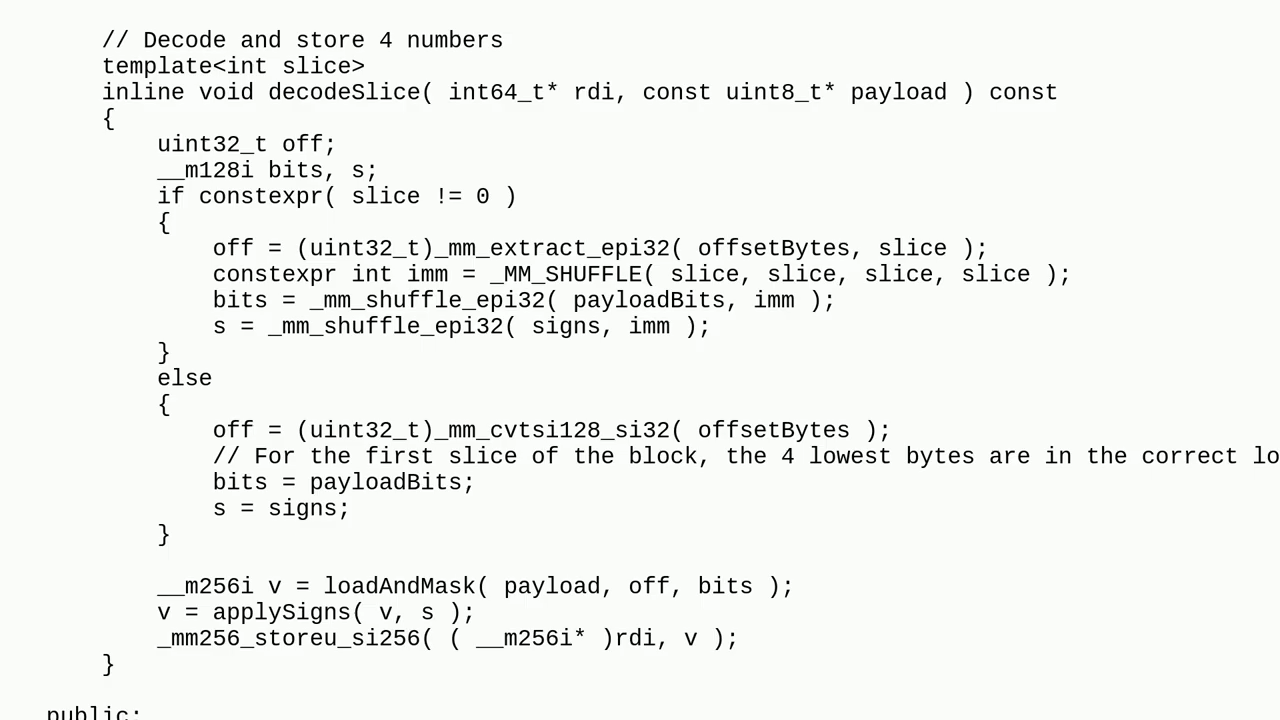 // Decode and store 4 numbers
template<int slice>
inline void decodeSlice( int64_t* rdi, const uint8_t* payload ) const
{
uint32_t off;
__m128i bits, s;
if constexpr( slice != 0 )
{
off = (uint32_t)_mm_extract_epi32( offsetBytes, slice );
constexpr int imm = _MM_SHUFFLE( slice, slice, slice, slice );
bits = _mm_shuffle_epi32( payloadBits, imm );
s = _mm_shuffle_epi32( signs, imm );
}
else
{
off = (uint32_t)_mm_cvtsi128_si32( offsetBytes );
// For the first slice of the block, the 4 lowest bytes are in the correct lo
bits = payloadBits;
s = signs;
}
__m256i v = loadAndMask( payload, off, bits );
v = applySigns( v, s );
_mm256_storeu_si256( ( __m256i* )rdi, v );
}
public: